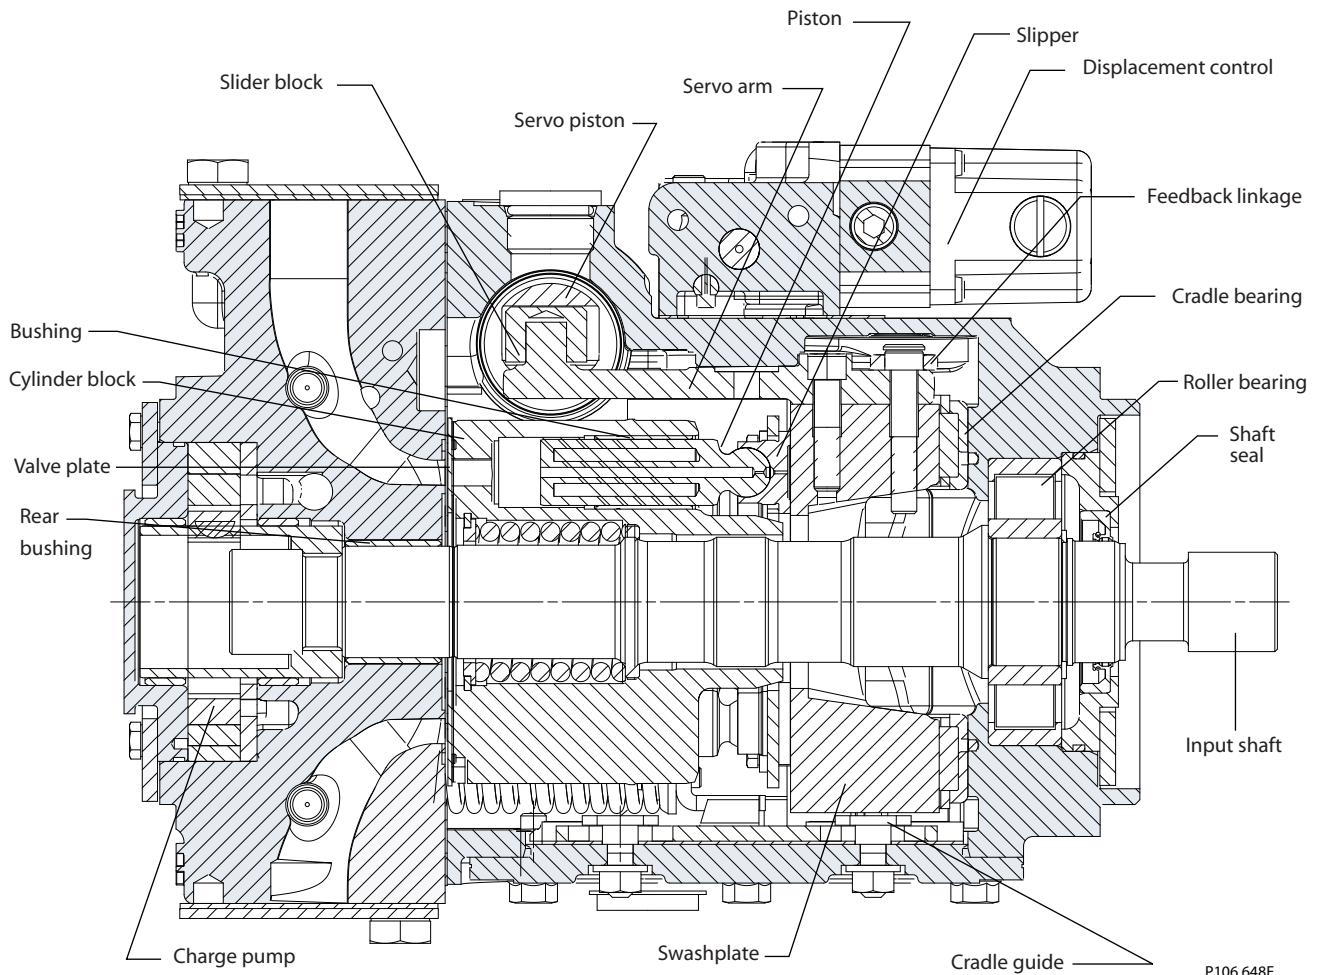 Piston
Slipper
Displacement control
Slider block
Servo arm
Servo piston
Feedback linkage
Cradle bearing
Bushing
Cylinder block
Roller bearing
Shaft
seal
Valve plate
Rear
bushing
Input shaft
Charge pump
Swashplate
Cradle guide
P106 648E